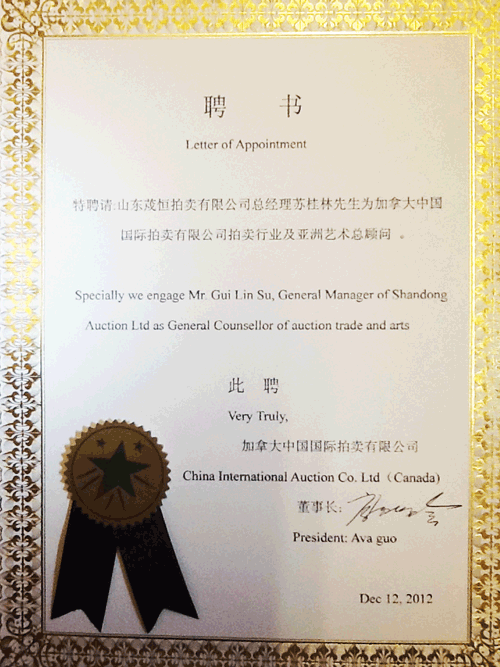 聘 书
Letter of Appointment
特聘请:山东茂恒拍卖有限公司总经理苏桂林先生为加拿大中国
国际拍卖有限公司拍卖行业及亚洲艺术总顾问 。
Specially we engage Mr. Gui Lin Su, General Manager of Shandong
Auction Ltd as General Counsellor of auction trade and arts
此 聘
Very Truly,
加拿大中国国际拍卖有限公司
China International Auction Co. Ltd（Canada)
董事长:
President: Ava guo
Dec 12, 2012